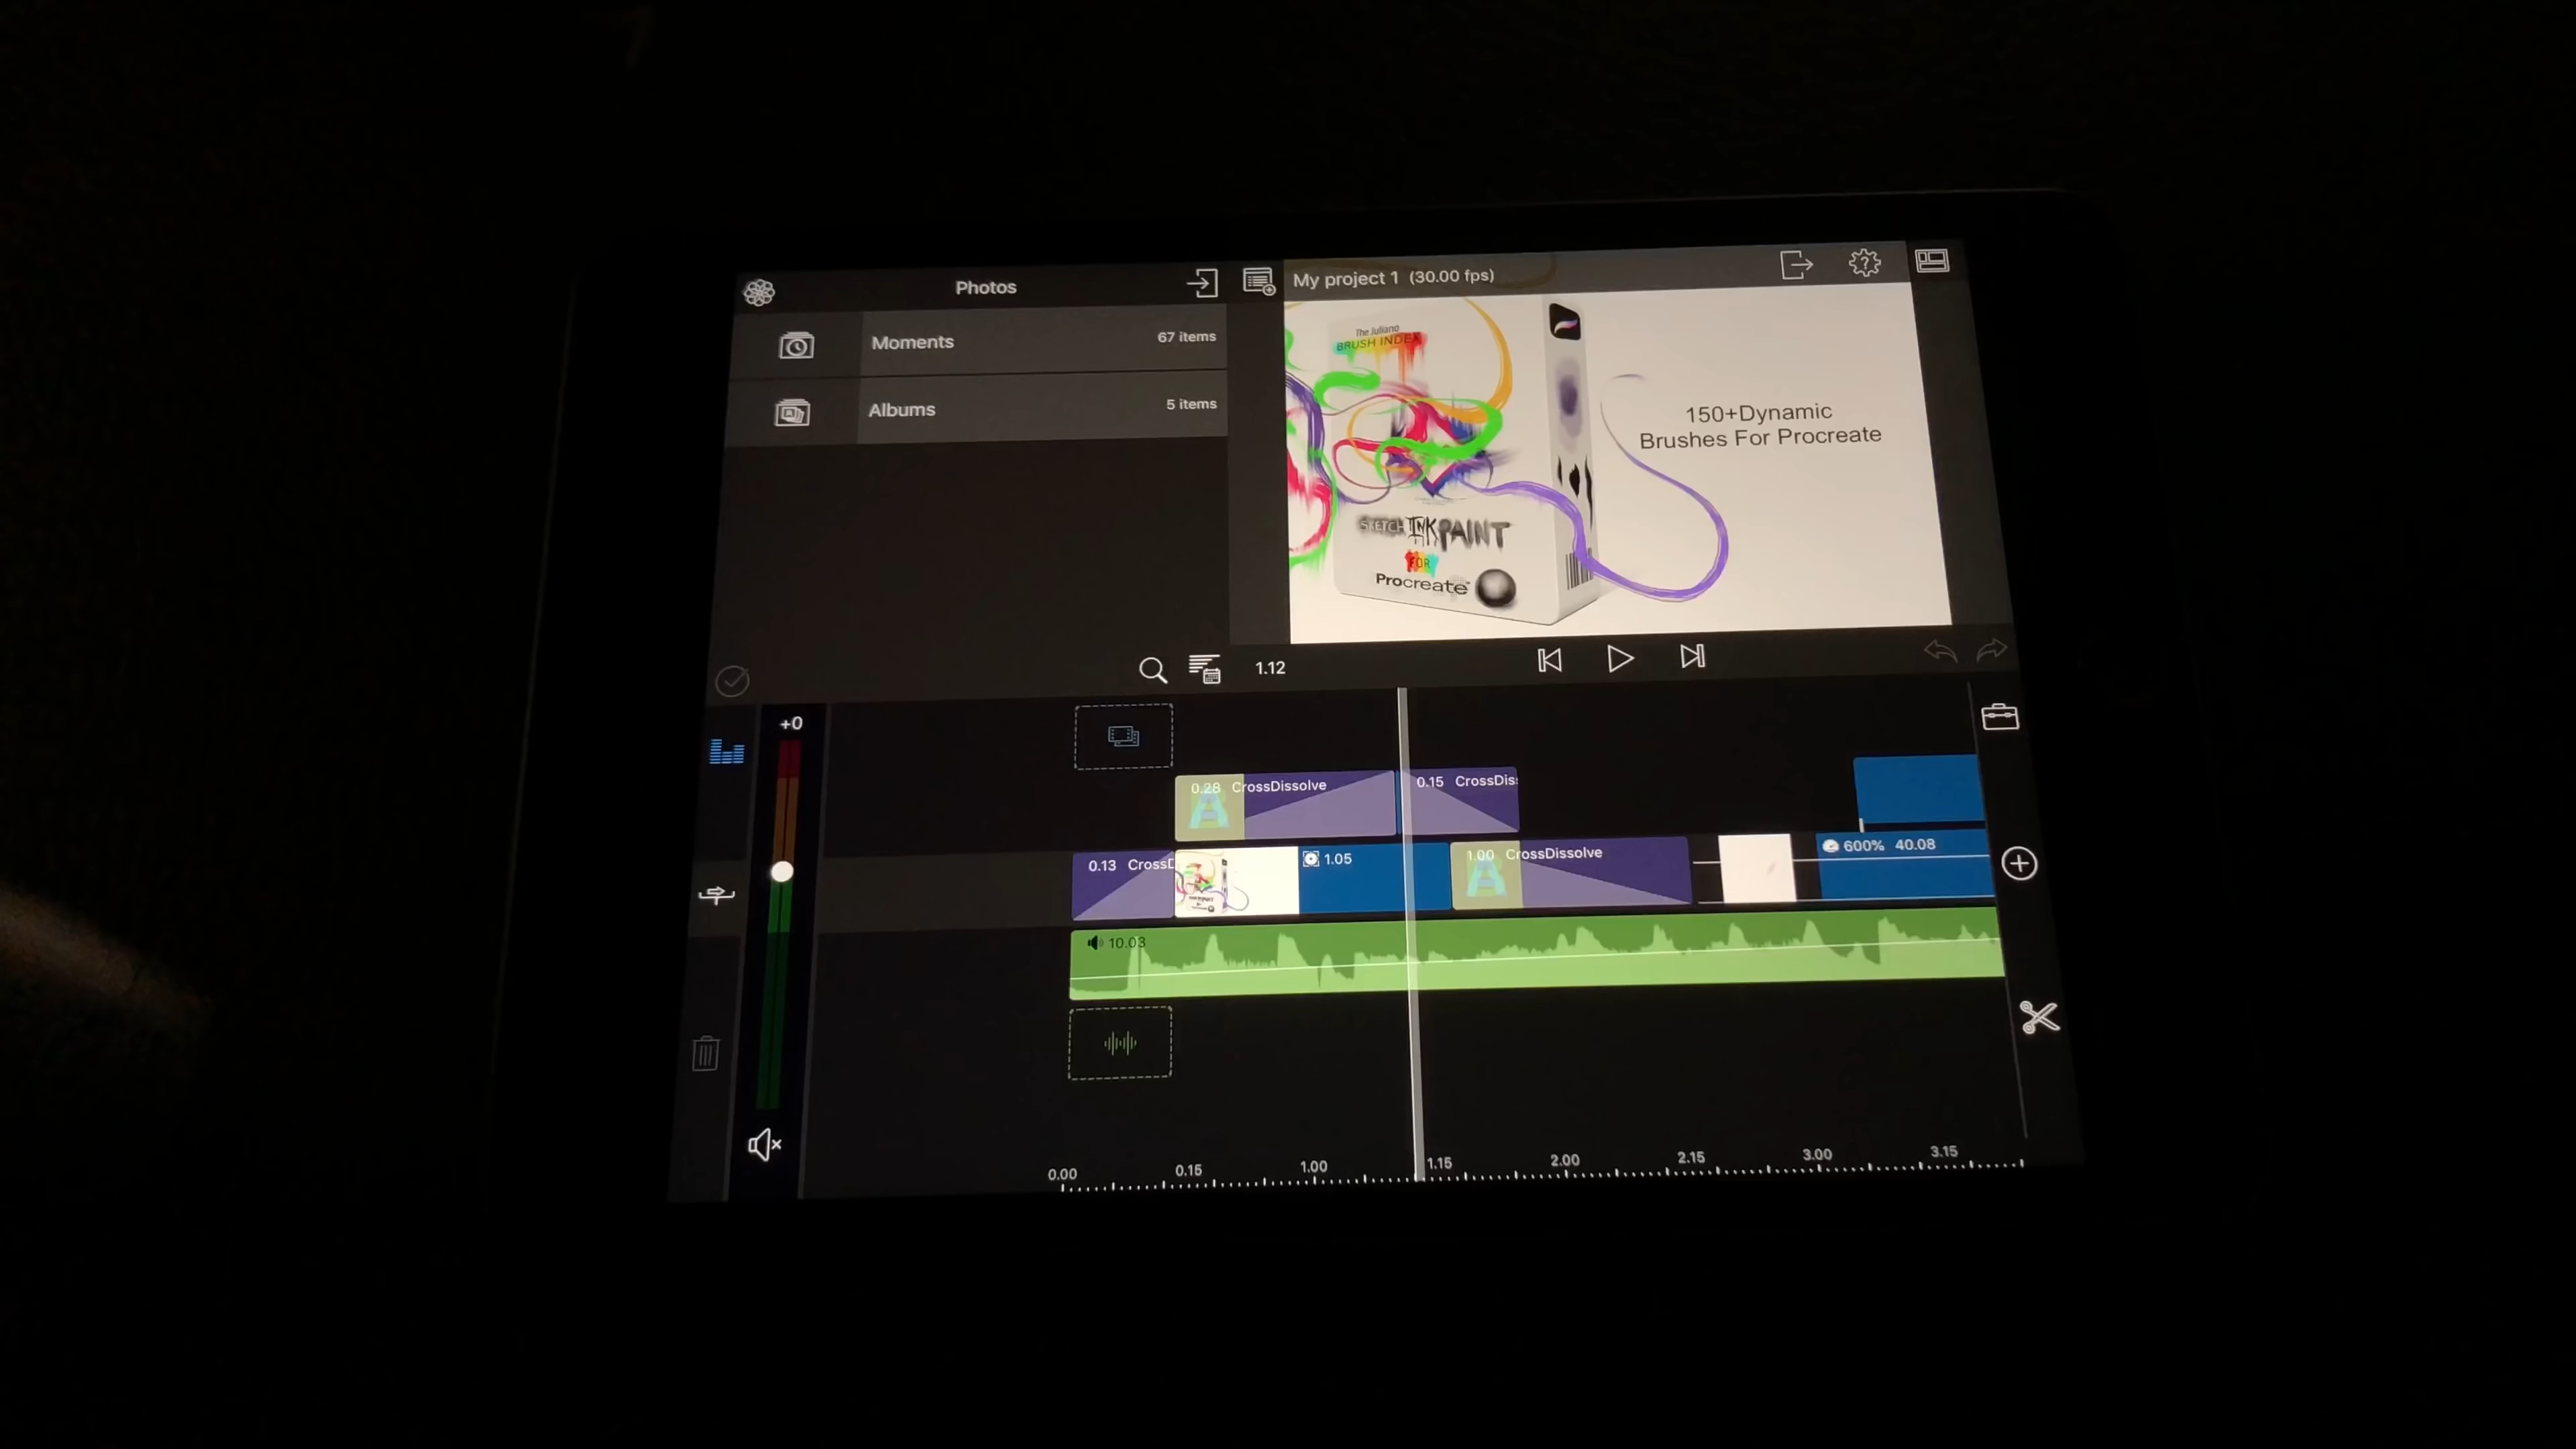 Photos
My project 1 (30.00 fps)
Moments
67 items
Albums
5 items
The Juliano
BRUSH INDEX
150+Dynamic
Brushes For Procreate
SKETCH INK PAINT
FOR
Procreate
1.12
+0
0.28 CrossDissolve
0.15 CrossDis
0.13 CrossD
1.05
1.00 CrossDissolve
600% 40.08
10.03
0.00 0.15 1.00 1.15 2.00 2.15 3.00 3.15